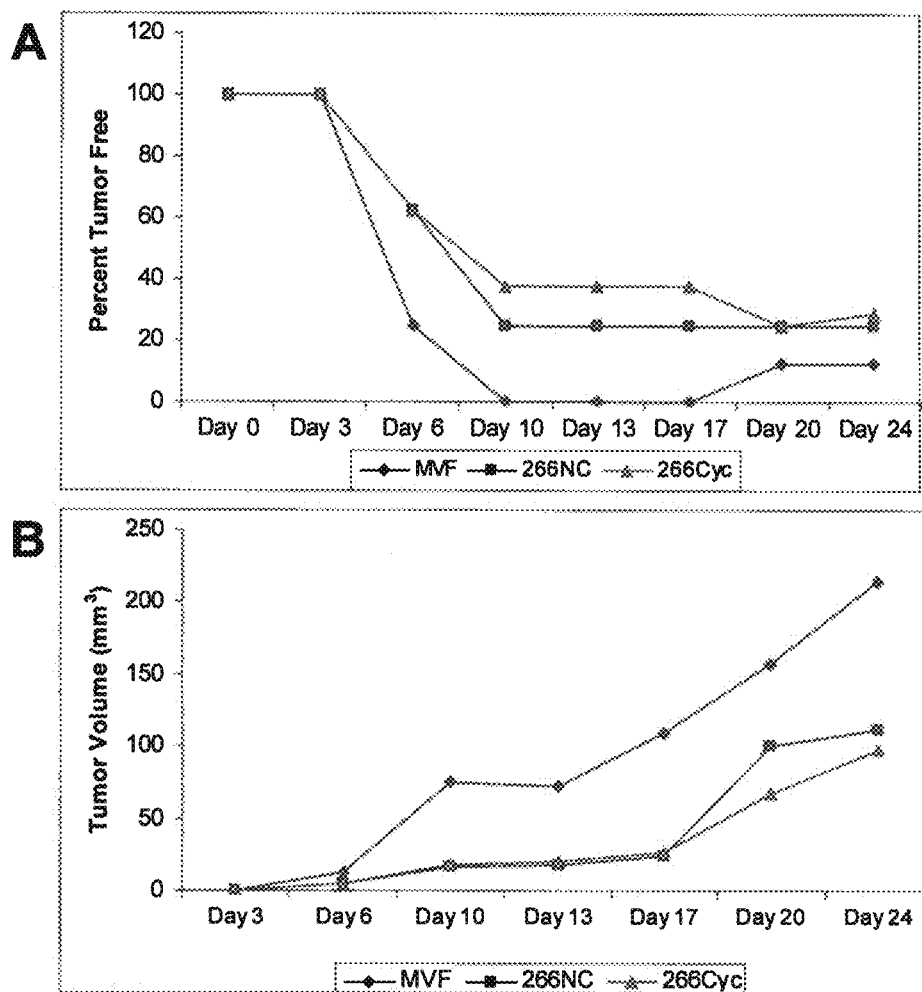 A
120
100
80
60
40
20
0
Percent Tumor Free
Day 0 Day 3 Day 6 Day 10 Day 13 Day 17 Day 20 Day 24
MVF 266NC 266Cyc
B
250
200
150
100
50
0
Tumor Volume (mm³)
Day 3 Day 6 Day 10 Day 13 Day 17 Day 20 Day 24
MVF 266NC 266Cyc